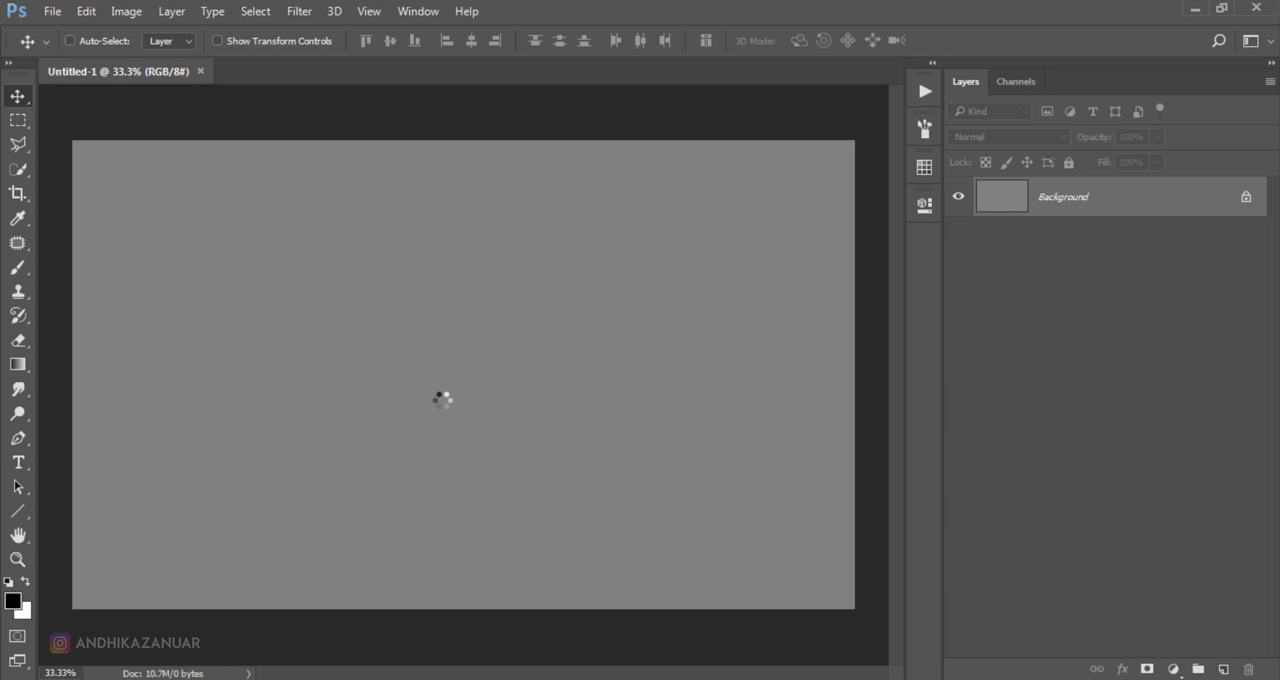 Ps File Edit Image Layer Type Select Filter 3D View Window Help
Auto-Select: Layer Show Transform Controls 3D Mode:
Untitled-1 @ 33.3% (RGB/8#) ×
Layers Channels
Kind T
Normal Opacity: 100%
Lock: Fill: 100%
Background
T
ANDHIKAZANUAR
33.33% Doc: 10.7M/0 bytes
fx